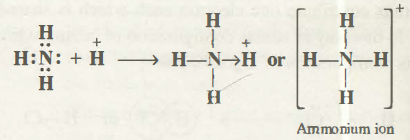 H H H
H:N: + H⁺ ⟶ H—N→H⁺ or [H—N—H]⁺
H H H
Ammonium ion